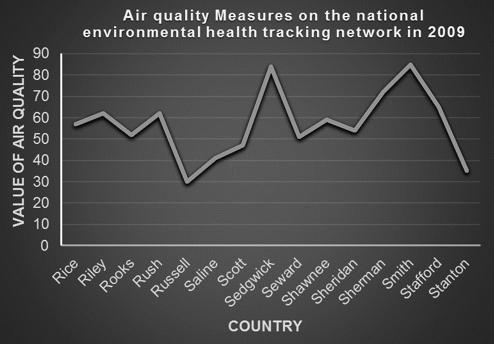 Air quality Measures on the national
environmental health tracking network in 2009
VALUE OF AIR QUALITY
90
80
70
60
50
40
30
20
10
0
Rice
Riley
Rooks
Rush
Russell
Saline
Scott
Sedgwick
Seward
Shawnee
Sheridan
Sherman
Smith
Stafford
Stanton
COUNTRY